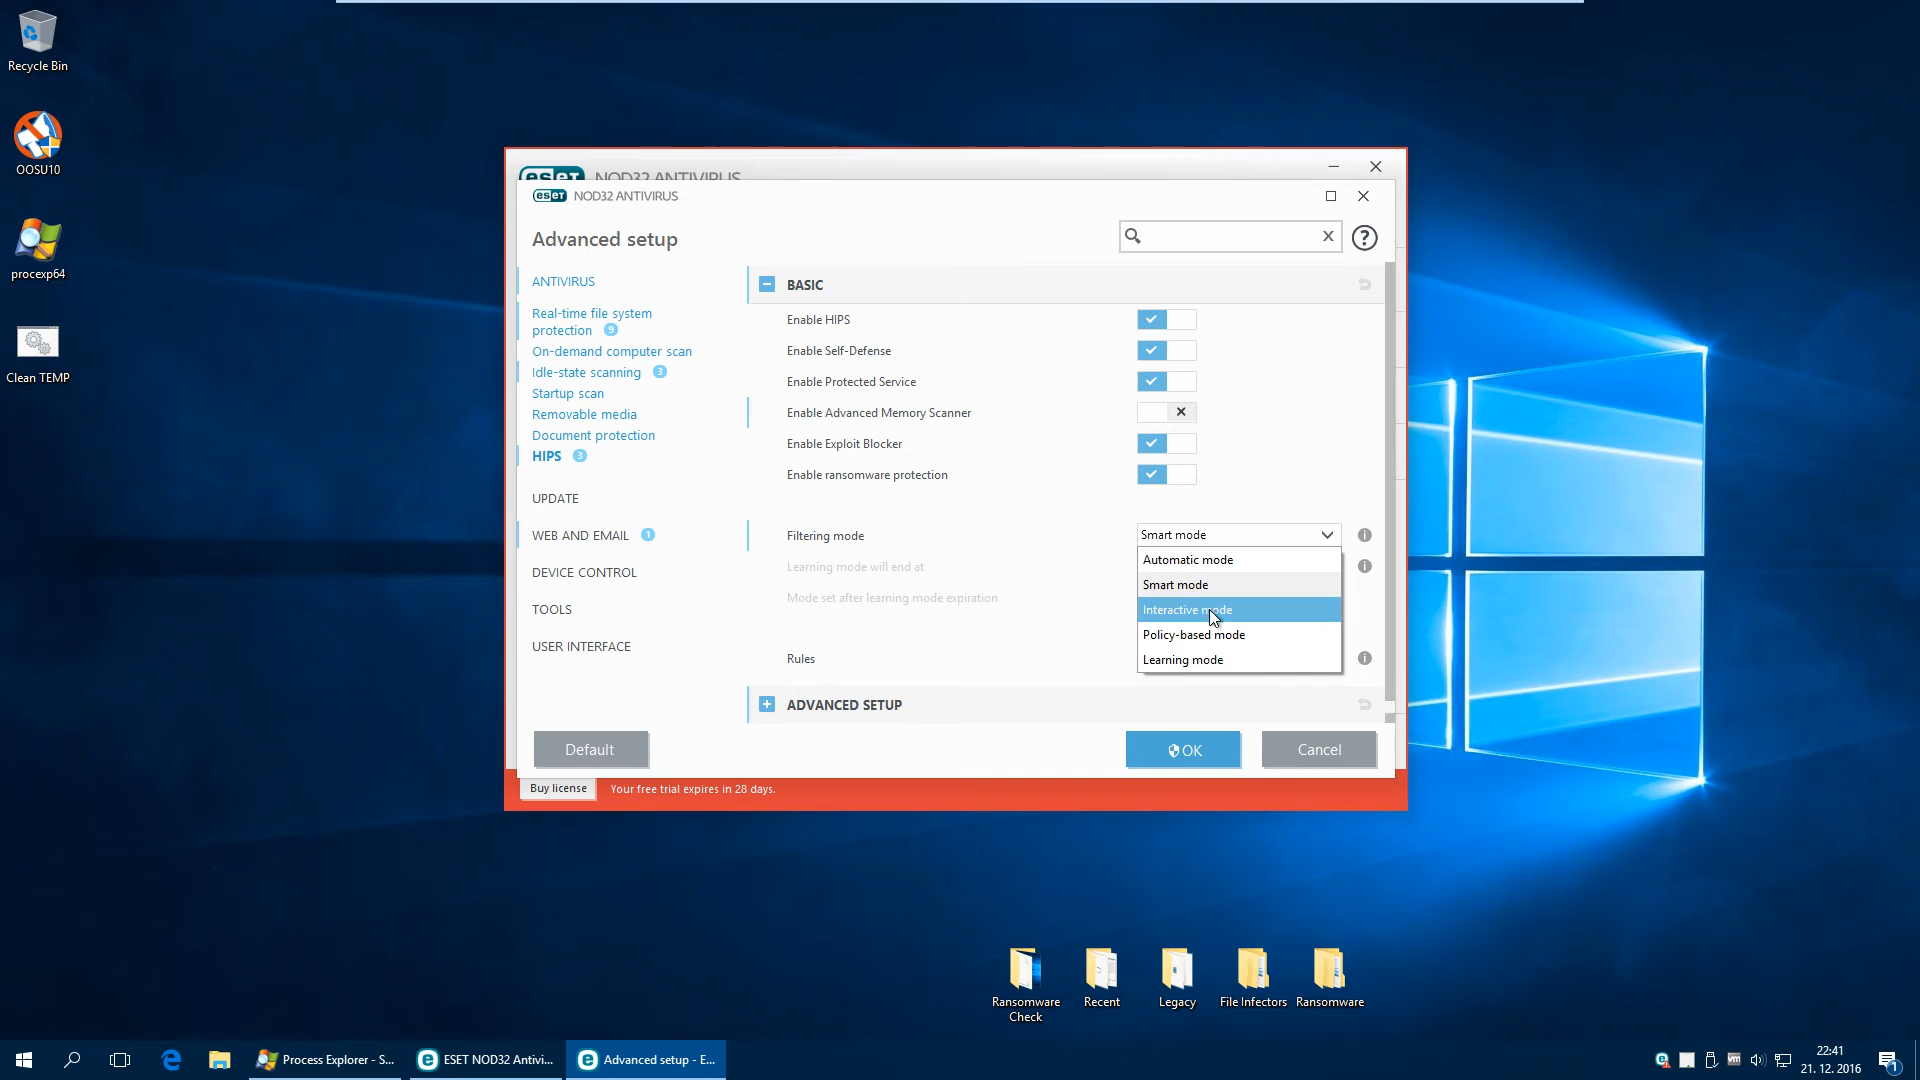 Recycle Bin
OOSU10
procexp64
Clean TEMP
eset NOD32 ANTIVIRUS
eset NOD32 ANTIVIRUS
Advanced setup
X
?
ANTIVIRUS
Real-time file system
protection 9
On-demand computer scan
Idle-state scanning 3
Startup scan
Removable media
Document protection
HIPS 3
UPDATE
WEB AND EMAIL 1
DEVICE CONTROL
TOOLS
USER INTERFACE
BASIC
Enable HIPS
Enable Self-Defense
Enable Protected Service
Enable Advanced Memory Scanner
Enable Exploit Blocker
Enable ransomware protection
Filtering mode
Smart mode
Automatic mode
Smart mode
Interactive mode
Policy-based mode
Learning mode
Learning mode will end at
Mode set after learning mode expiration
Rules
ADVANCED SETUP
Default
OK
Cancel
Buy license
Your free trial expires in 28 days.
Ransomware
Check
Recent
Legacy
File Infectors
Ransomware
Process Explorer - S...
ESET NOD32 Antivi...
Advanced setup - E...
22:41
21. 12. 2016
1